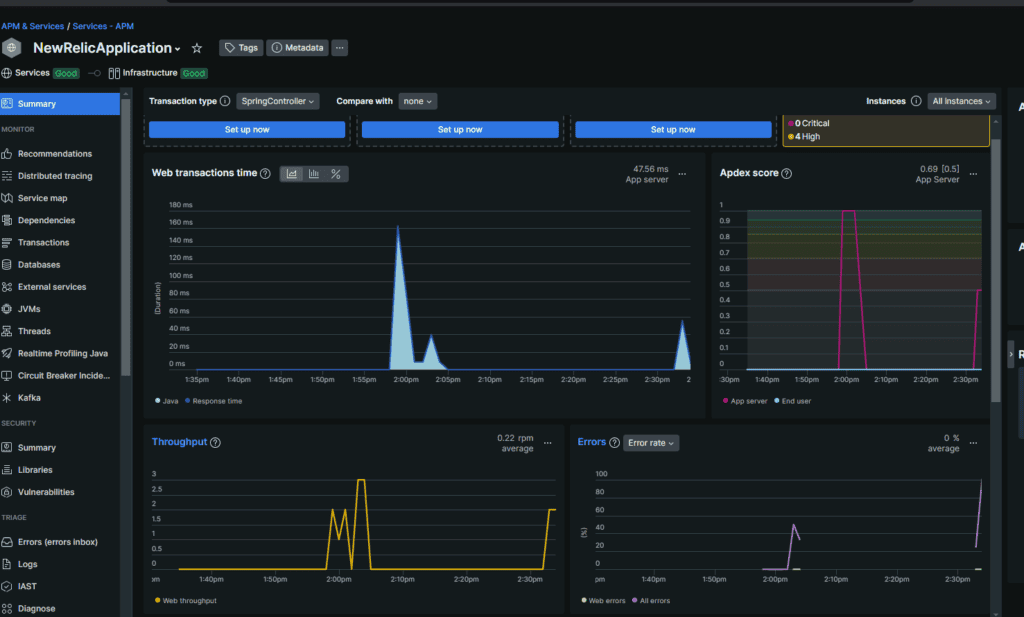 APM & Services / Services - APM
NewRelicApplication
Tags
Metadata
Services Good
Infrastructure Good
Summary
MONITOR
Recommendations
Distributed tracing
Service map
Dependencies
Transactions
Databases
External services
JVMs
Threads
Realtime Profiling Java
Circuit Breaker Incide...
Kafka
SECURITY
Summary
Libraries
Vulnerabilities
TRIAGE
Errors (errors inbox)
Logs
IAST
Diagnose
Transaction type SpringController Compare with none Instances All Instances
Set up now Set up now Set up now
0 Critical
4 High
Web transactions time
47.56 ms
App server
180 ms
160 ms
140 ms
120 ms
100 ms
80 ms
60 ms
40 ms
20 ms
0 ms
(Duration)
1:35pm 1:40pm 1:45pm 1:50pm 1:55pm 2:00pm 2:05pm 2:10pm 2:15pm 2:20pm 2:25pm 2:30pm 2
Java Response time
Apdex score
0.69 [0.5]
App Server
1
0.9
0.8
0.7
0.6
0.5
0.4
0.3
0.2
0.1
0
:30pm 1:40pm 1:50pm 2:00pm 2:10pm 2:20pm 2:30pm
App server End user
Throughput
0.22 rpm
average
3
2.5
2
1.5
1
0.5
0
pm 1:40pm 1:50pm 2:00pm 2:10pm 2:20pm 2:30pm
Web throughput
Errors Error rate
0 %
average
100
80
60
40
20
0
(%)
pm 1:40pm 1:50pm 2:00pm 2:10pm 2:20pm 2:30pm
Web errors All errors